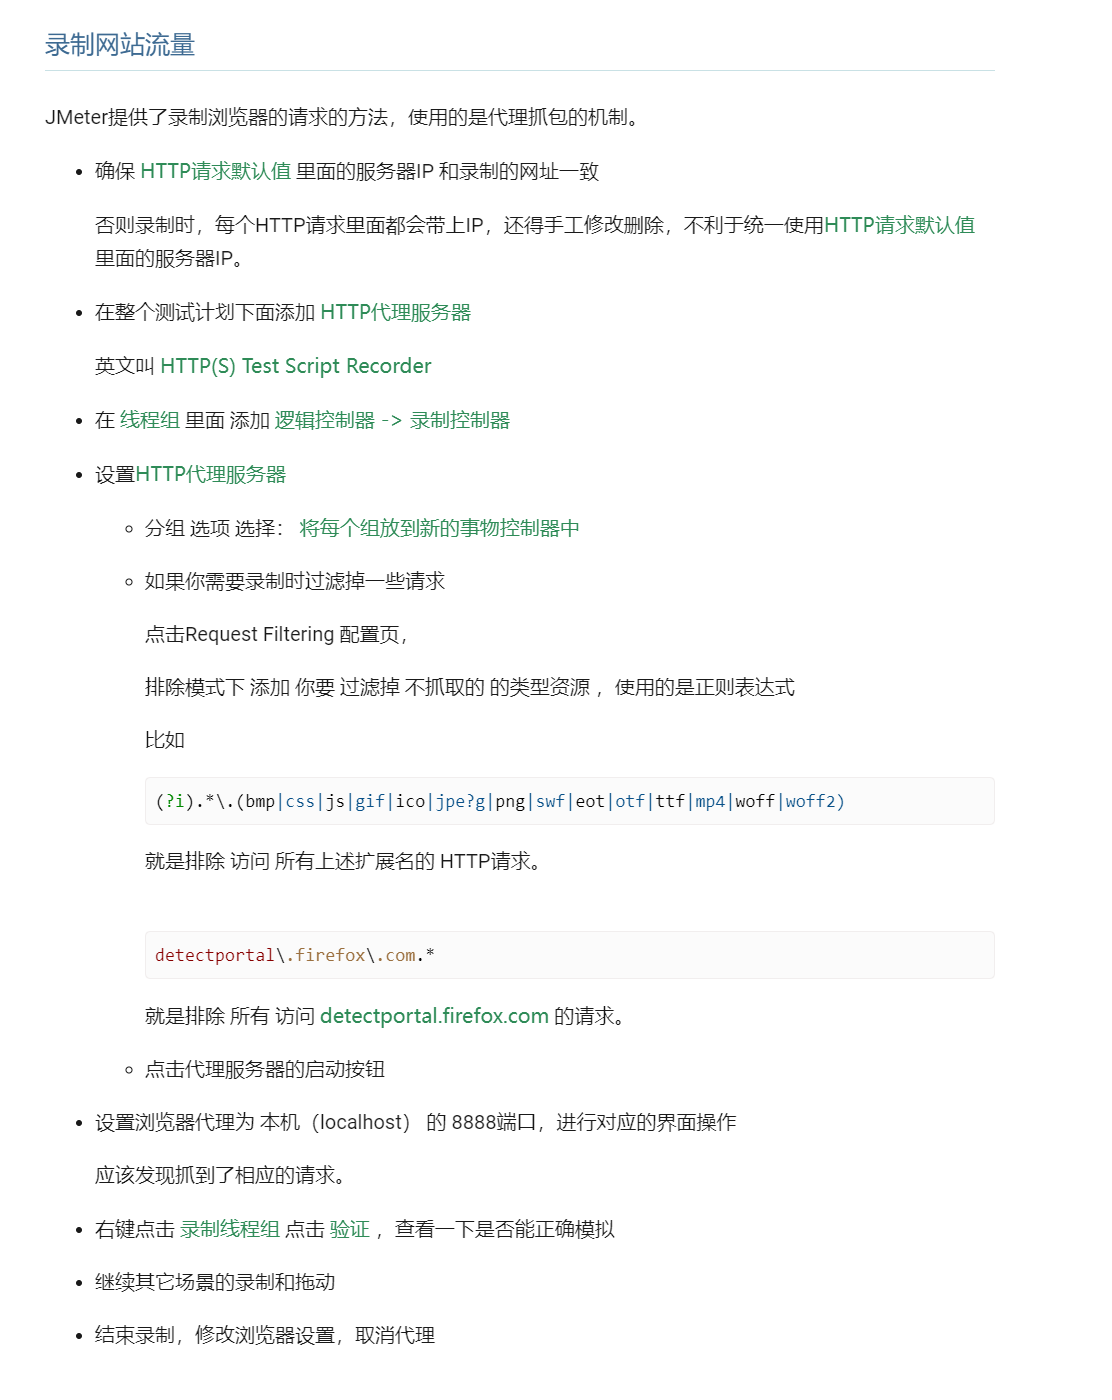 录制网站流量
JMeter提供了录制浏览器的请求的方法，使用的是代理抓包的机制。
确保 HTTP请求默认值 里面的服务器IP 和录制的网址一致
否则录制时，每个HTTP请求里面都会带上IP，还得手工修改删除，不利于统一使用HTTP请求默认值
里面的服务器IP。
在整个测试计划下面添加 HTTP代理服务器
英文叫 HTTP(S) Test Script Recorder
在 线程组 里面 添加 逻辑控制器 -> 录制控制器
设置HTTP代理服务器
分组 选项 选择： 将每个组放到新的事物控制器中
如果你需要录制时过滤掉一些请求
点击Request Filtering 配置页，
排除模式下 添加 你要 过滤掉 不抓取的 的类型资源 ，使用的是正则表达式
比如
(?i).*\.(bmp|css|js|gif|ico|jpe?g|png|swf|eot|otf|ttf|mp4|woff|woff2)
就是排除 访问 所有上述扩展名的 HTTP请求。
detectportal\.firefox\.com.*
就是排除 所有 访问 detectportal.firefox.com 的请求。
点击代理服务器的启动按钮
设置浏览器代理为 本机（localhost） 的 8888端口，进行对应的界面操作
应该发现抓到了相应的请求。
右键点击 录制线程组 点击 验证 ，查看一下是否能正确模拟
继续其它场景的录制和拖动
结束录制，修改浏览器设置，取消代理